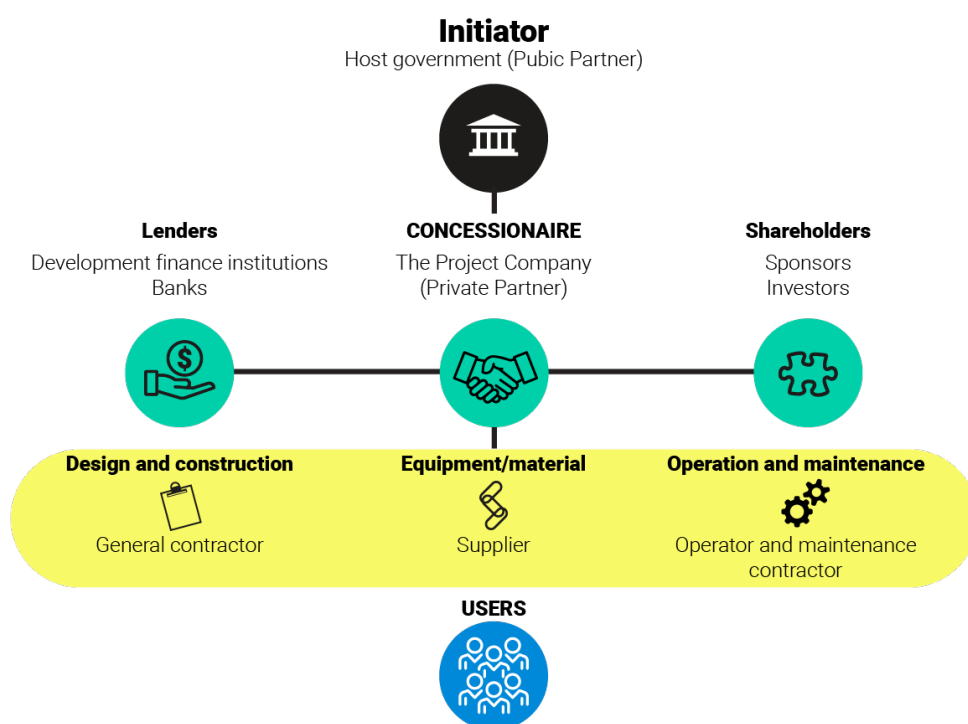 Initiator
Host government (Pubic Partner)
Lenders
Development finance institutions
Banks
CONCESSIONAIRE
The Project Company
(Private Partner)
Shareholders
Sponsors
Investors
$
Design and construction
General contractor
Equipment/material
Supplier
Operation and maintenance
Operator and maintenance
contractor
USERS